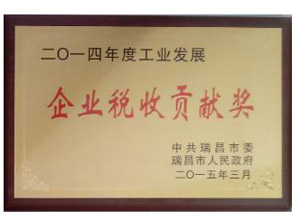 二〇一四年度工业发展
企业税收贡献奖
中共瑞昌市委
瑞昌市人民政府
二〇一五年三月